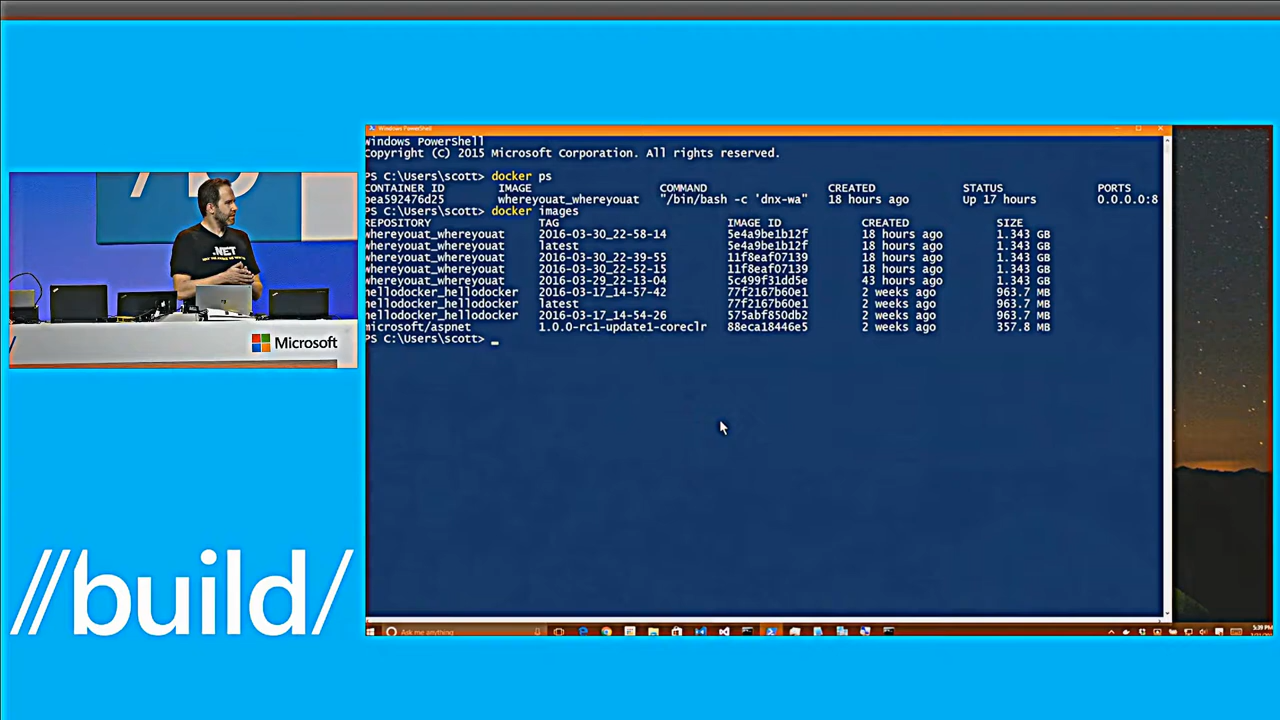 Windows PowerShell
Windows PowerShell
Copyright (C) 2015 Microsoft Corporation. All rights reserved.
PS C:\Users\scott> docker ps
CONTAINER ID IMAGE COMMAND CREATED STATUS PORTS
bea592476d25 whereyouat_whereyouat "/bin/bash -c 'dnx-wa" 18 hours ago Up 17 hours 0.0.0.0:8
PS C:\Users\scott> docker images
REPOSITORY TAG IMAGE ID CREATED SIZE
whereyouat_whereyouat 2016-03-30_22-58-14 5e4a9be1b12f 18 hours ago 1.343 GB
whereyouat_whereyouat latest 5e4a9be1b12f 18 hours ago 1.343 GB
whereyouat_whereyouat 2016-03-30_22-39-55 11f8eaf07139 18 hours ago 1.343 GB
whereyouat_whereyouat 2016-03-30_22-52-15 11f8eaf07139 18 hours ago 1.343 GB
whereyouat_whereyouat 2016-03-29_22-13-04 5c499f31dd5e 43 hours ago 1.343 GB
hellodocker_hellodocker 2016-03-17_14-57-42 77f2167b60e1 2 weeks ago 963.7 MB
hellodocker_hellodocker latest 77f2167b60e1 2 weeks ago 963.7 MB
hellodocker_hellodocker 2016-03-17_14-54-26 575abf850db2 2 weeks ago 963.7 MB
microsoft/aspnet 1.0.0-rc1-update1-coreclr 88eca18446e5 2 weeks ago 357.8 MB
PS C:\Users\scott>
.NET
Microsoft
//build/
Ask me anything
5:39 PM